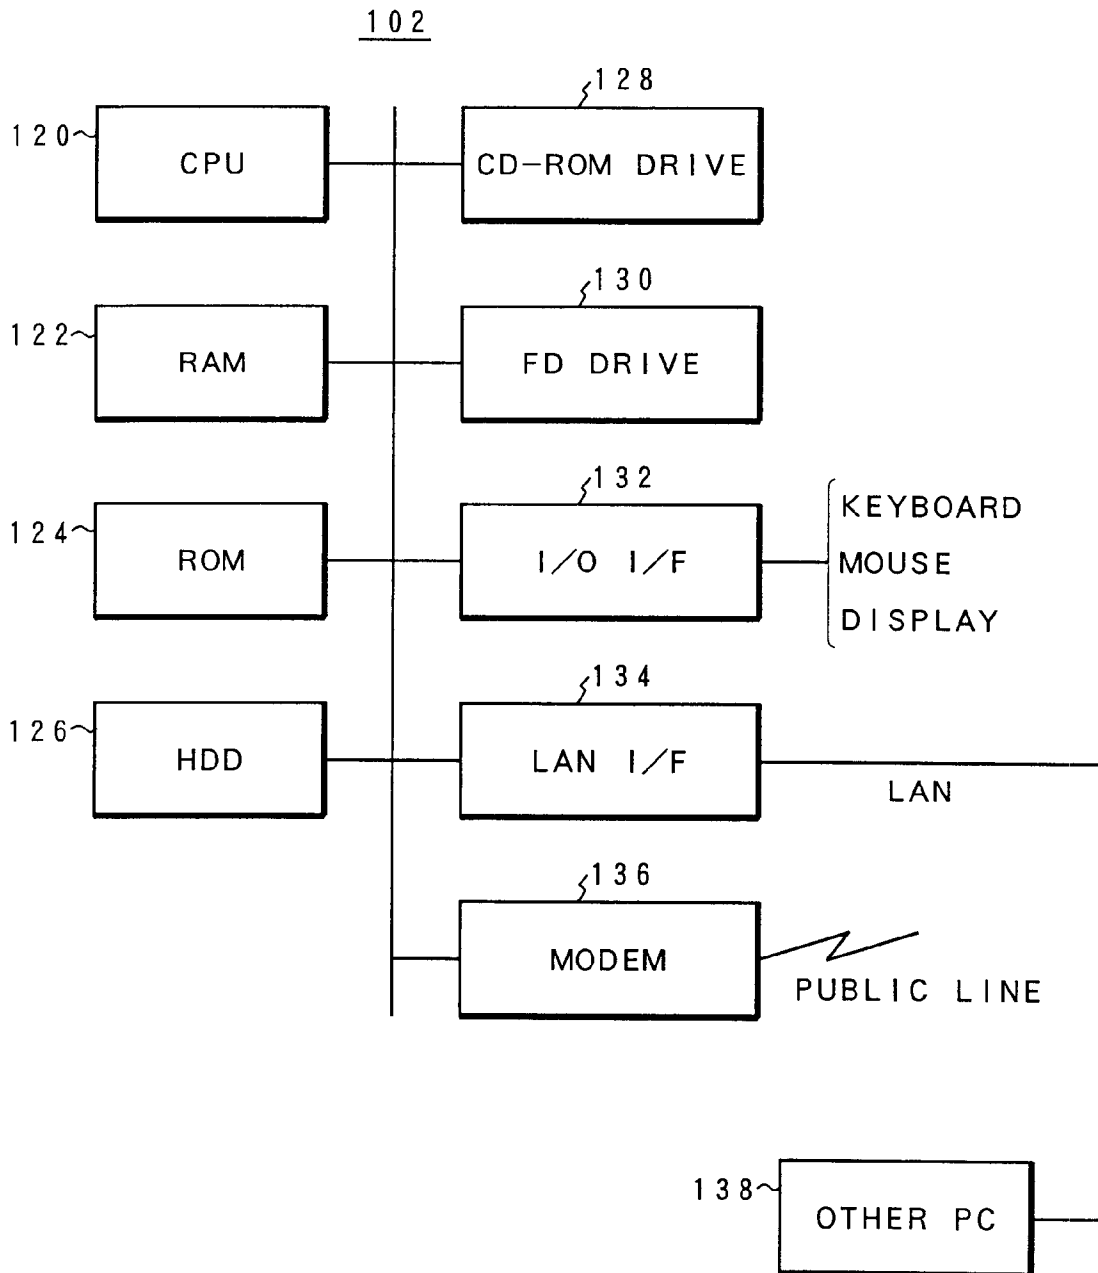 102
128
120
CPU
CD-ROM DRIVE
130
122
RAM
FD DRIVE
132
124
ROM
I/O I/F
KEYBOARD
MOUSE
DISPLAY
134
126
HDD
LAN I/F
LAN
136
MODEM
PUBLIC LINE
138
OTHER PC